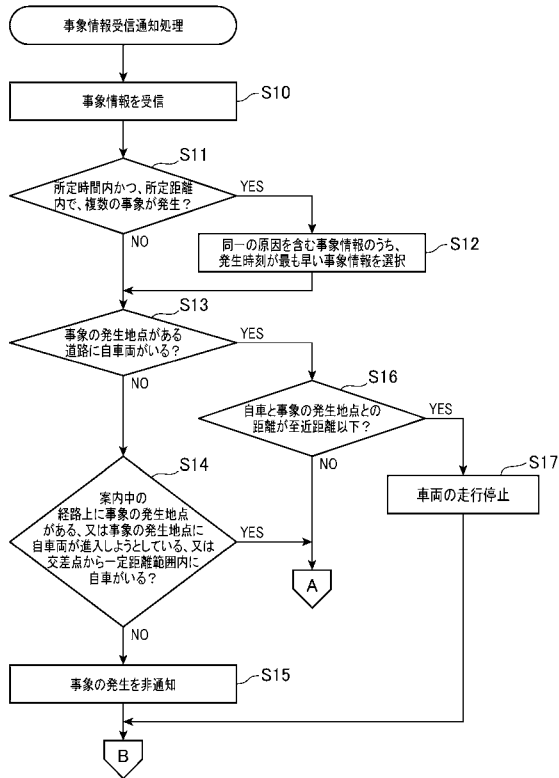 事象情報受信通知処理
事象情報を受信
S10
S11
所定時間内かつ、所定距離
内で、複数の事象が発生？
YES
NO
同一の原因を含む事象情報のうち、
発生時刻が最も早い事象情報を選択
S12
S13
事象の発生地点がある
道路に自車両がいる？
YES
NO
S16
自車と事象の発生地点との
距離が至近距離以下？
YES
NO
S17
車両の走行停止
S14
案内中の
経路上に事象の発生地点
がある、又は事象の発生地点に
自車両が進入しようとしている、又は
交差点から一定距離範囲内に
自車がいる？
YES
NO
A
事象の発生を非通知
S15
B